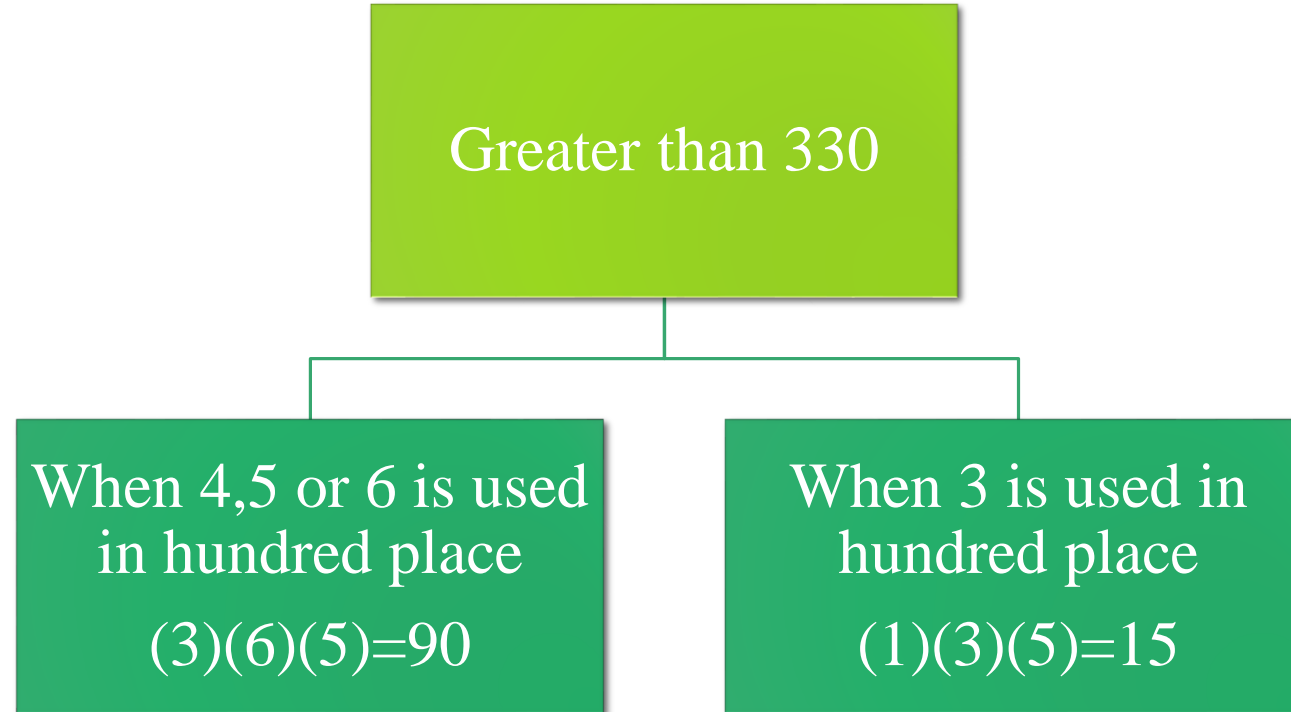 Greater than 330
When 4,5 or 6 is used
in hundred place
(3)(6)(5)=90
When 3 is used in
hundred place
(1)(3)(5)=15